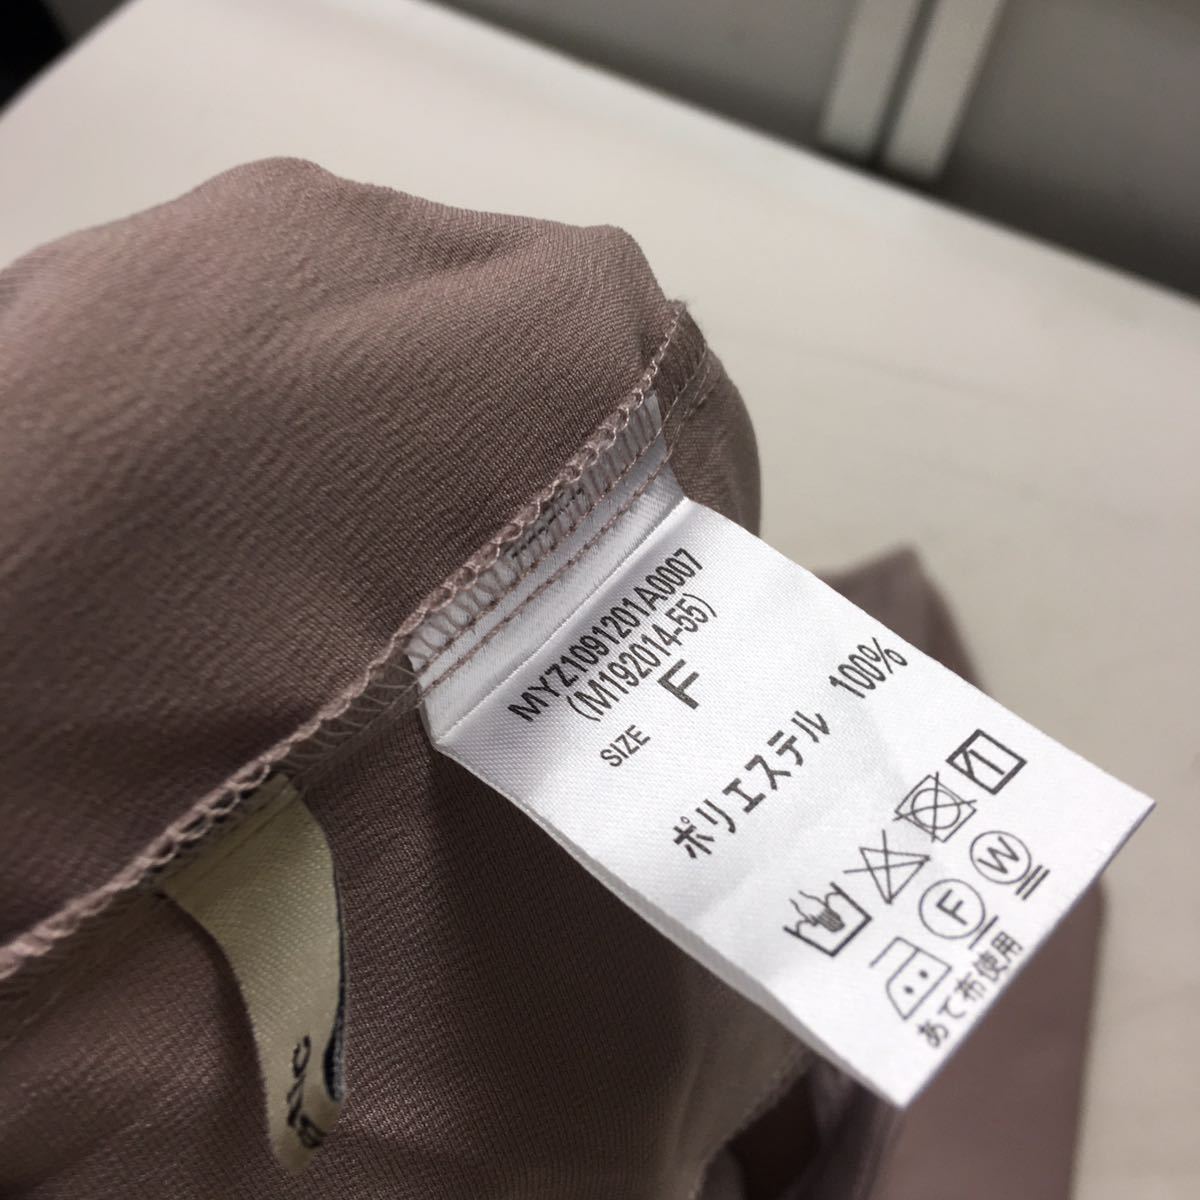 MYZ1091201A0007
(M192014-55)
SIZE F
ポリエステル 100%
F W
あて布使用